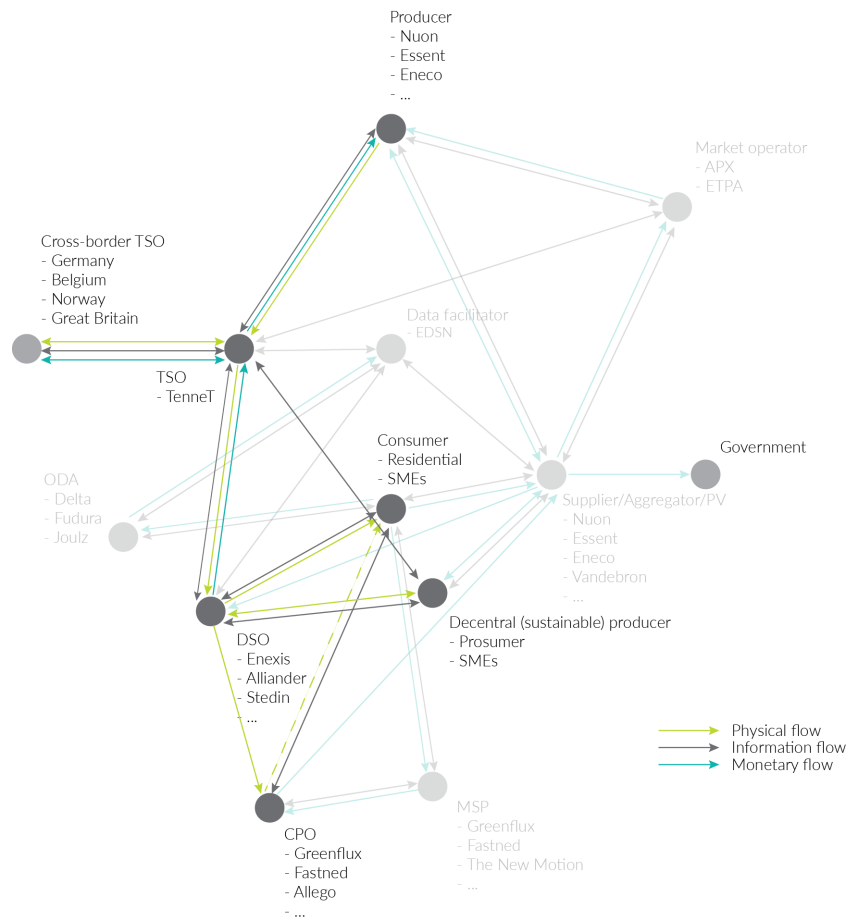 Producer
- Nuon
- Essent
- Eneco
- ...
Market operator
- APX
- ETPA
Cross-border TSO
- Germany
- Belgium
- Norway
- Great Britain
Data facilitator
- EDSN
TSO
- TenneT
Consumer
- Residential
- SMEs
Government
ODA
- Delta
- Fudura
- Joulz
Supplier/Aggregator/PV
- Nuon
- Essent
- Eneco
- Vandebron
- ...
Decentral (sustainable) producer
- Prosumer
- SMEs
DSO
- Enexis
- Alliander
- Stedin
- ...
Physical flow
Information flow
Monetary flow
MSP
- Greenflux
- Fastned
- The New Motion
- ...
CPO
- Greenflux
- Fastned
- Allego
- ...